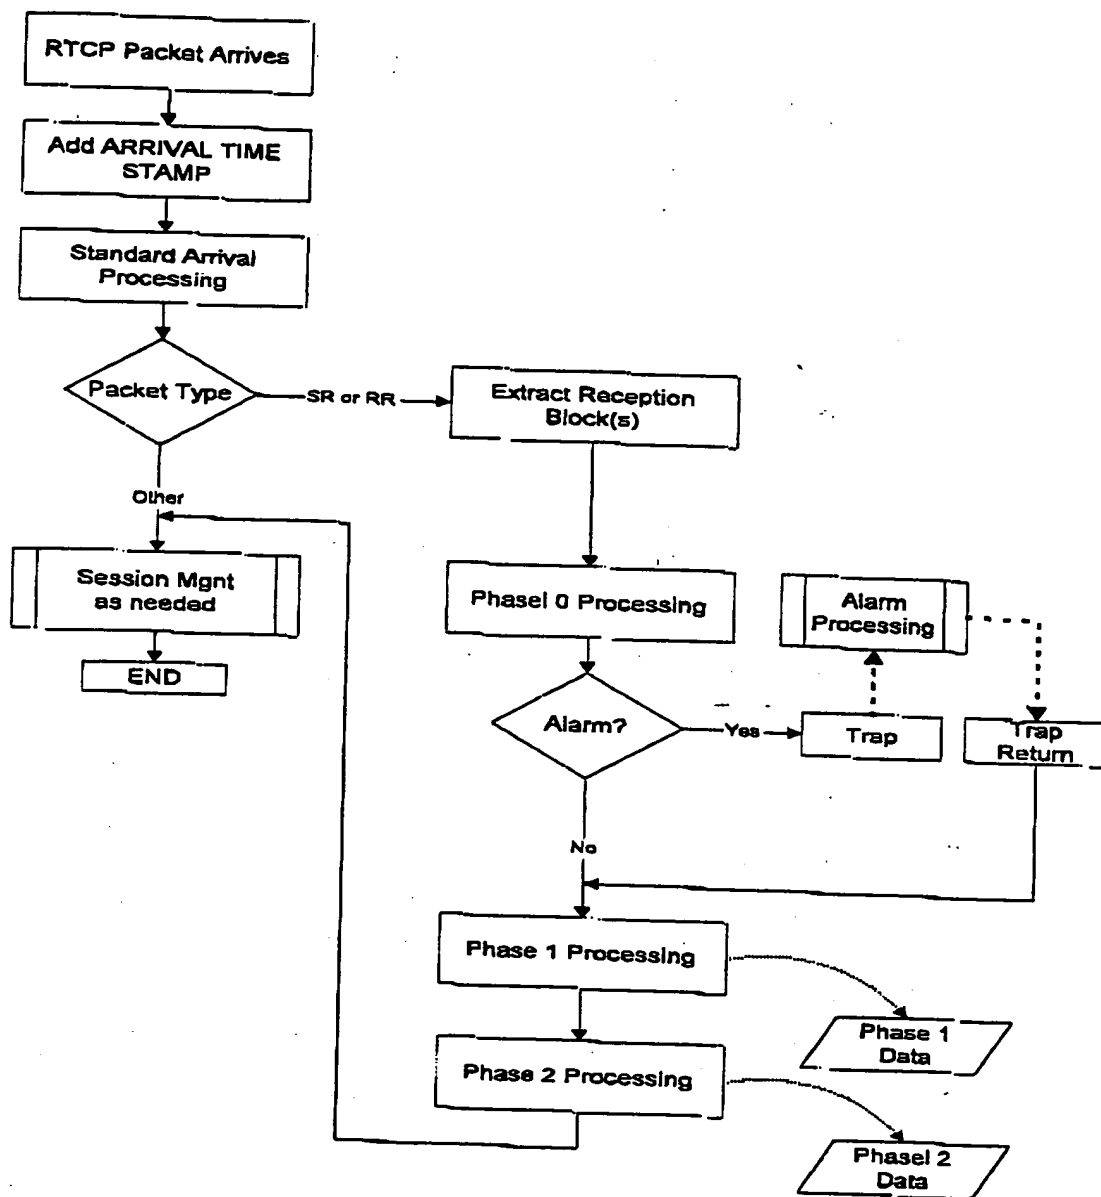 RTCP Packet Arrives
Add ARRIVAL TIME
STAMP
Standard Arrival
Processing
Packet Type
SR or RR
Extract Reception
Block(s)
Other
Session Mgnt
as needed
END
Phasel 0 Processing
Alarm
Processing
Alarm?
Yes
Trap
Trap
Return
No
Phase 1 Processing
Phase 1
Data
Phase 2 Processing
Phasel 2
Data